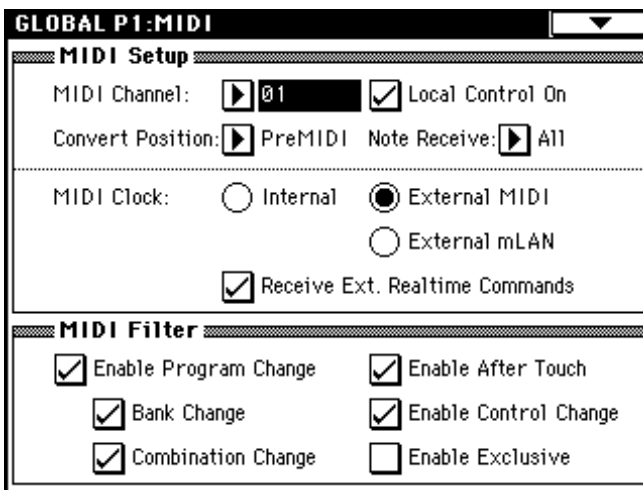 GLOBAL P1:MIDI
MIDI Setup
MIDI Channel: 01 Local Control On
Convert Position: PreMIDI Note Receive: All
MIDI Clock: Internal External MIDI
External mLAN
Receive Ext. Realtime Commands
MIDI Filter
Enable Program Change Enable After Touch
Bank Change Enable Control Change
Combination Change Enable Exclusive